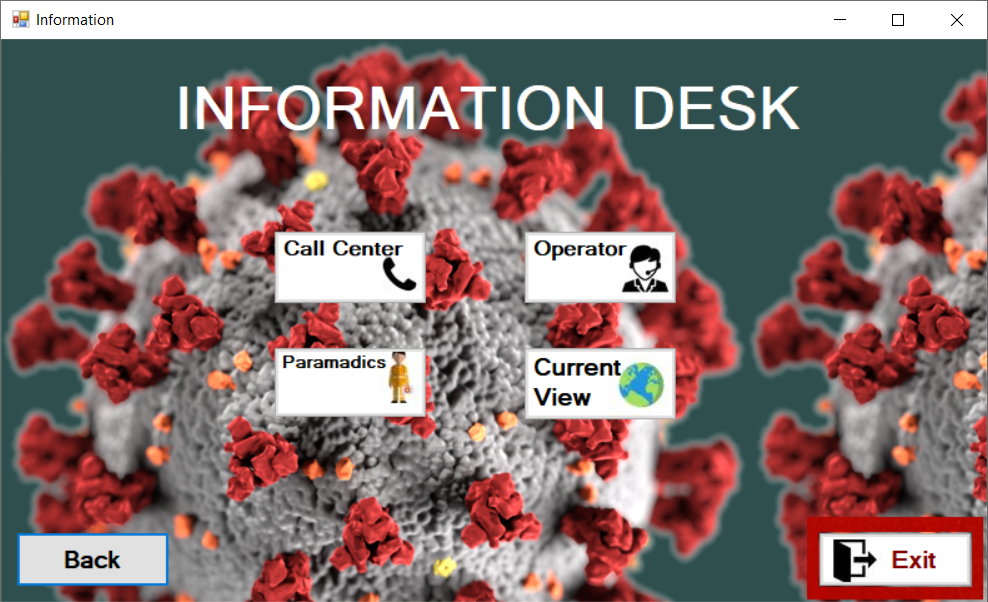 Information
INFORMATION DESK
Call Center
Operator
Paramadics
Current
View
Back
Exit